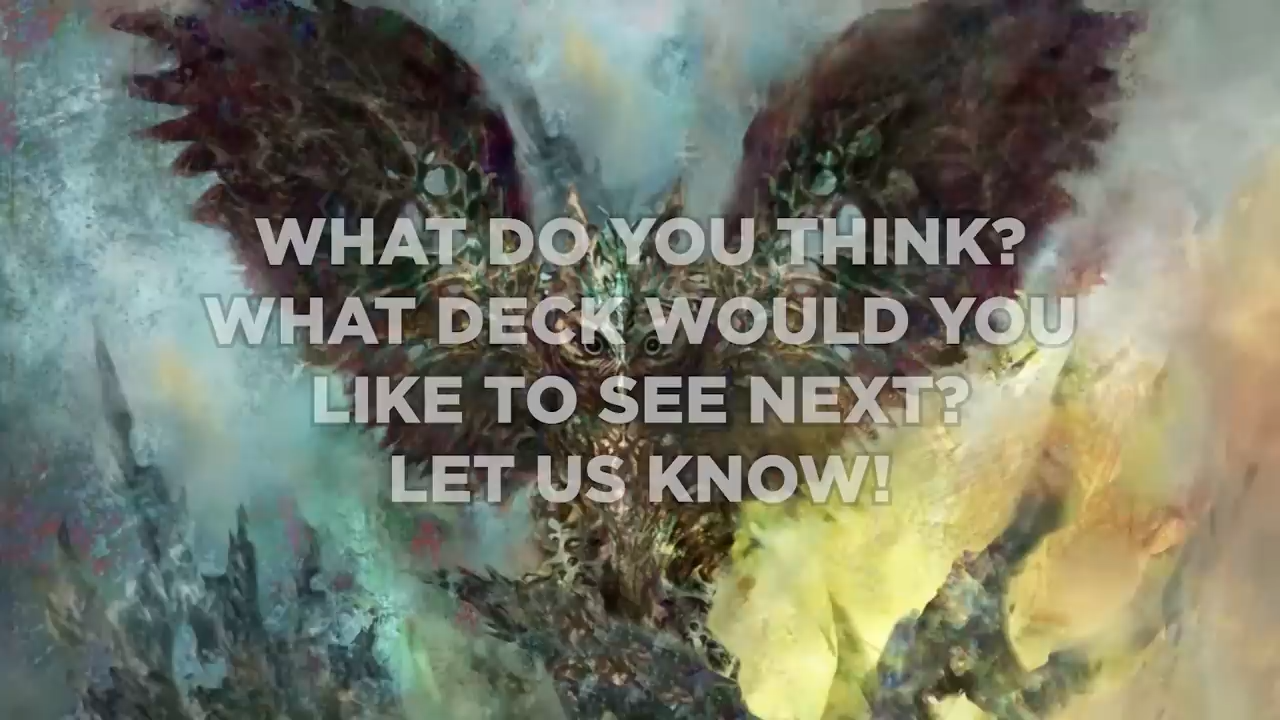 WHAT DO YOU THINK?
WHAT DECK WOULD YOU
LIKE TO SEE NEXT?
LET US KNOW!